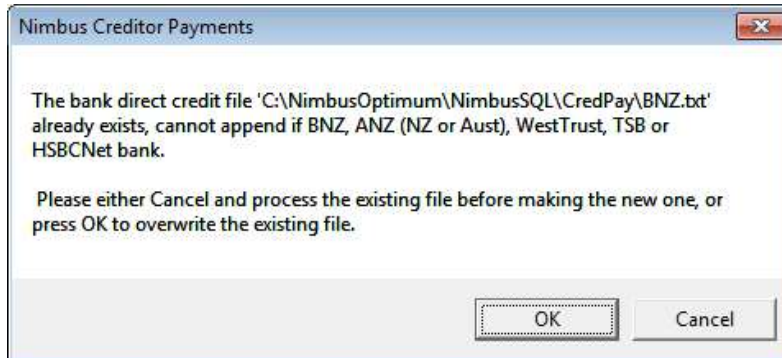 Nimbus Creditor Payments
The bank direct credit file 'C:\NimbusOptimum\NimbusSQL\CredPay\BNZ.txt'
already exists, cannot append if BNZ, ANZ (NZ or Aust), WestTrust, TSB or
HSBCNet bank.
Please either Cancel and process the existing file before making the new one, or
press OK to overwrite the existing file.
OK
Cancel